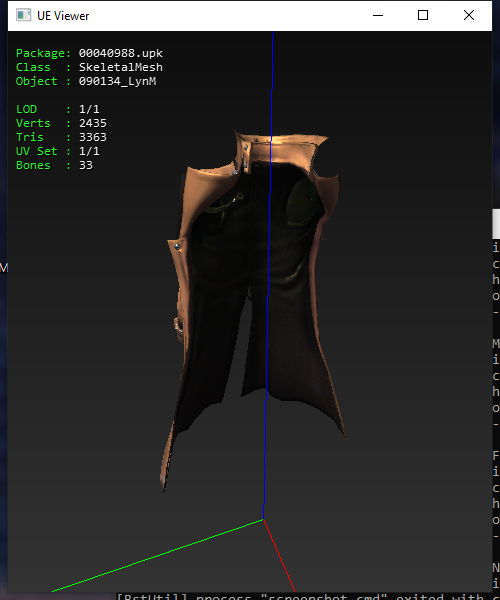 UE Viewer
Package: 00040988.upk
Class : SkeletalMesh
Object : 090134_LynM
LOD : 1/1
Verts : 2435
Tris : 3363
UV Set : 1/1
Bones : 33
M
i
c
h
o
-
M
i
c
h
o
-
F
i
c
h
o
-
N
i
[BstUtil] process "screenshot.cmd" exited with c